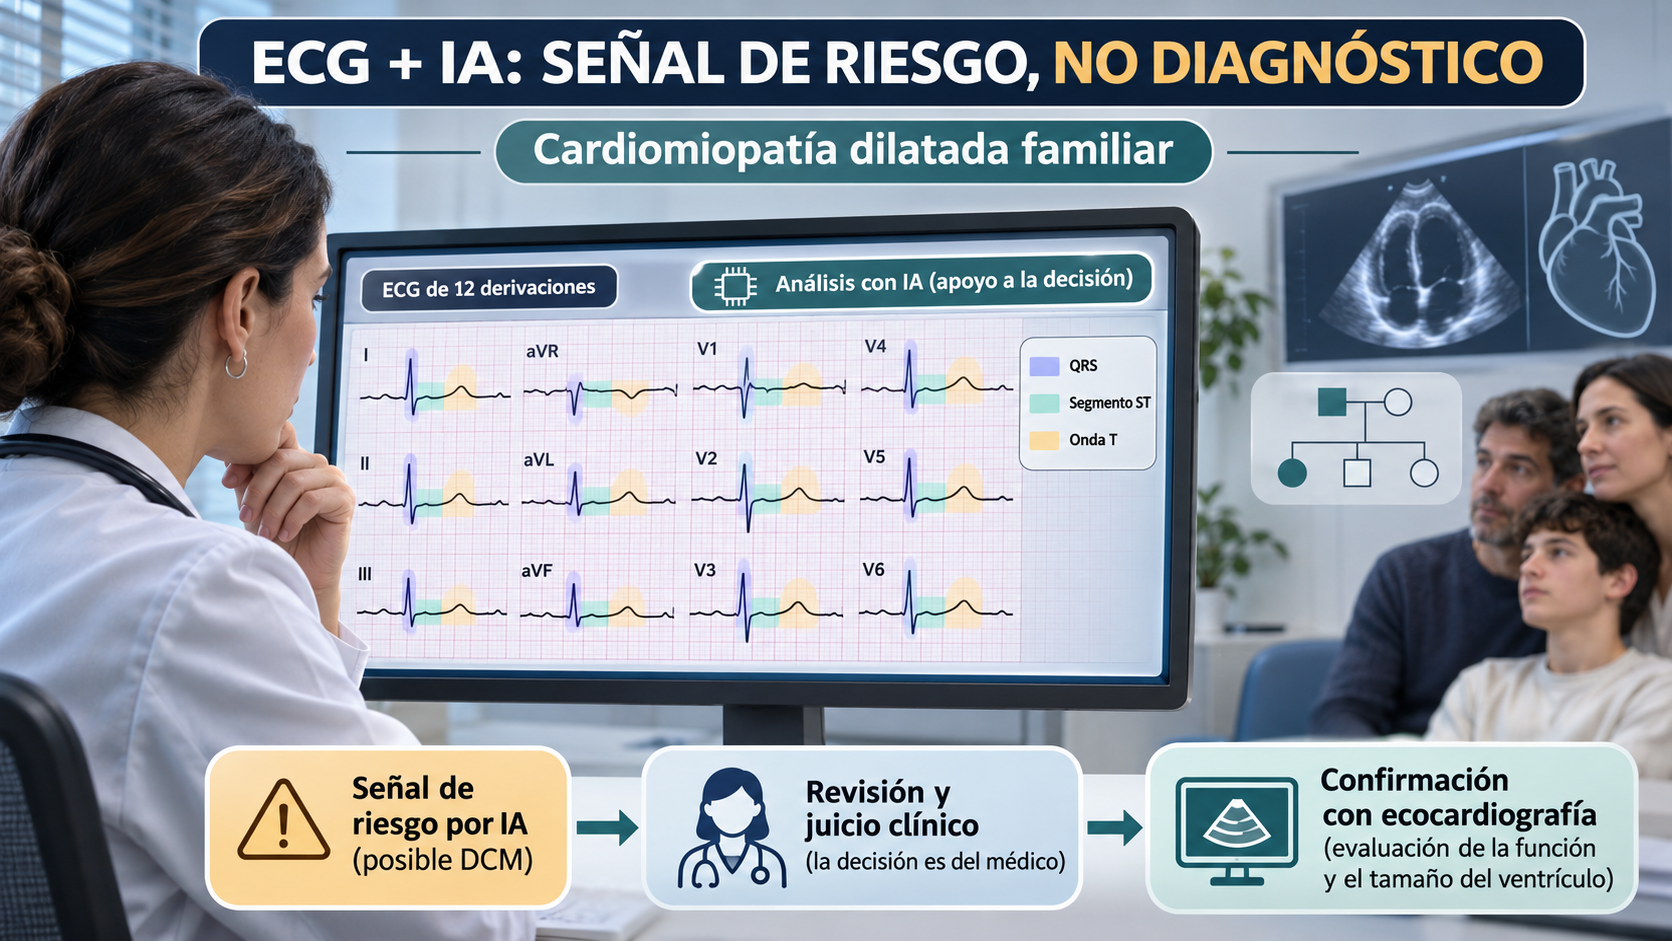 ECG + IA: SEÑAL DE RIESGO, NO DIAGNÓSTICO
Cardiomiopatía dilatada familiar
ECG de 12 derivaciones
Análisis con IA (apoyo a la decisión)
I
aVR
V1
V4
II
aVL
V2
V5
III
aVF
V3
V6
QRS
Segmento ST
Onda T
Señal de
riesgo por IA
(posible DCM)
Revisión y
juicio clínico
(la decisión es del médico)
Confirmación
con ecocardiografía
(evaluación de la función
y el tamaño del ventrículo)